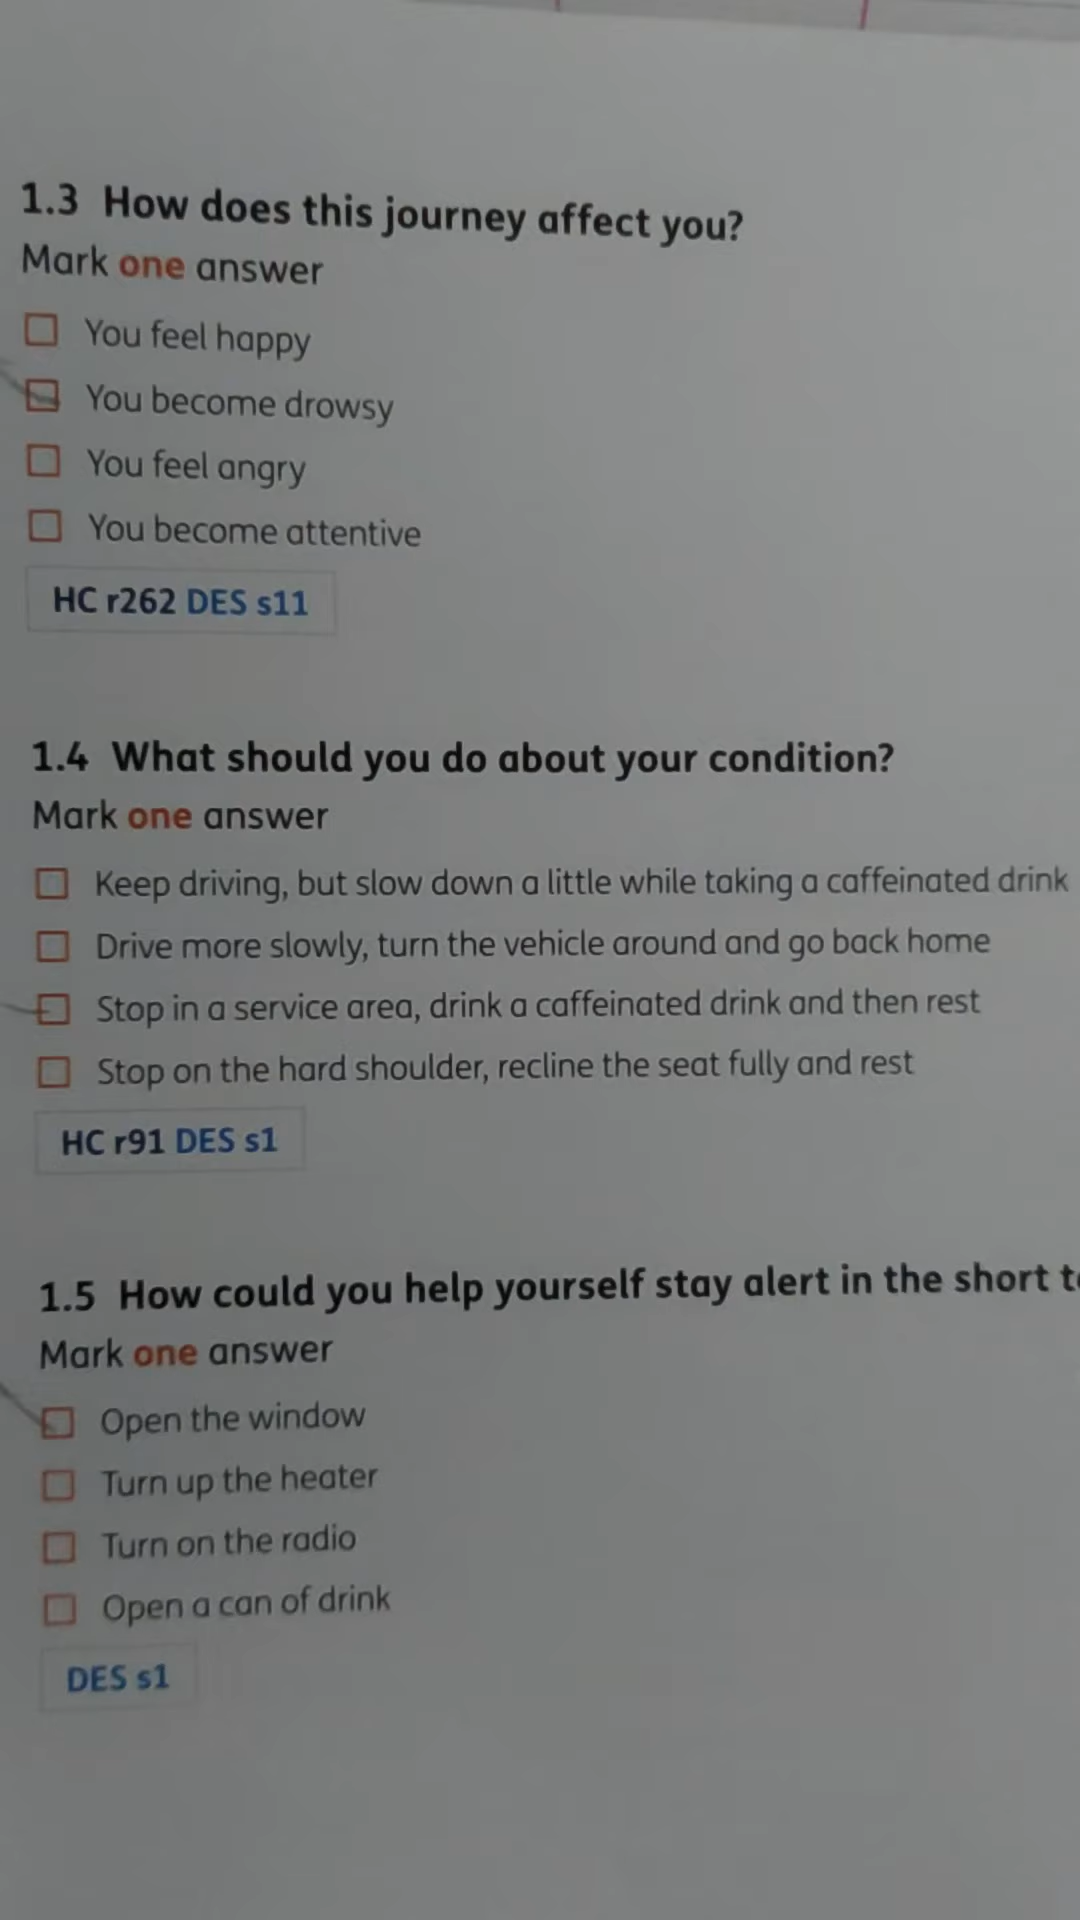 1.3 How does this journey affect you?
Mark one answer
You feel happy
You become drowsy
You feel angry
You become attentive
HC r262 DES s11
1.4 What should you do about your condition?
Mark one answer
Keep driving, but slow down a little while taking a caffeinated drink
Drive more slowly, turn the vehicle around and go back home
Stop in a service area, drink a caffeinated drink and then rest
Stop on the hard shoulder, recline the seat fully and rest
HC r91 DES s1
1.5 How could you help yourself stay alert in the short
Mark one answer
Open the window
Turn up the heater
Turn on the radio
Open a can of drink
DES s1